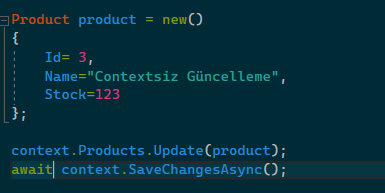 Product product = new()
{
    Id= 3,
    Name="Contextsiz Güncelleme",
    Stock=123
};
context.Products.Update(product);
await context.SaveChangesAsync();